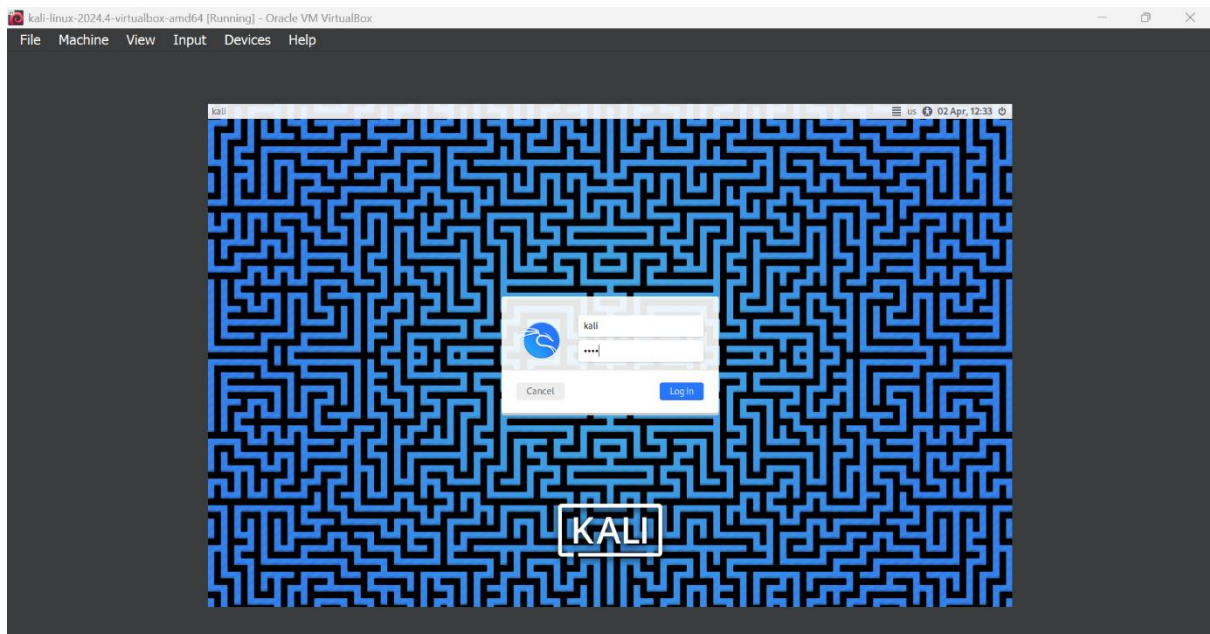 kali-linux-2024.4-virtualbox-amd64 [Running] - Oracle VM VirtualBox
File Machine View Input Devices Help
kali us 02 Apr, 12:33
kali
••••
Cancel Log In
KALI